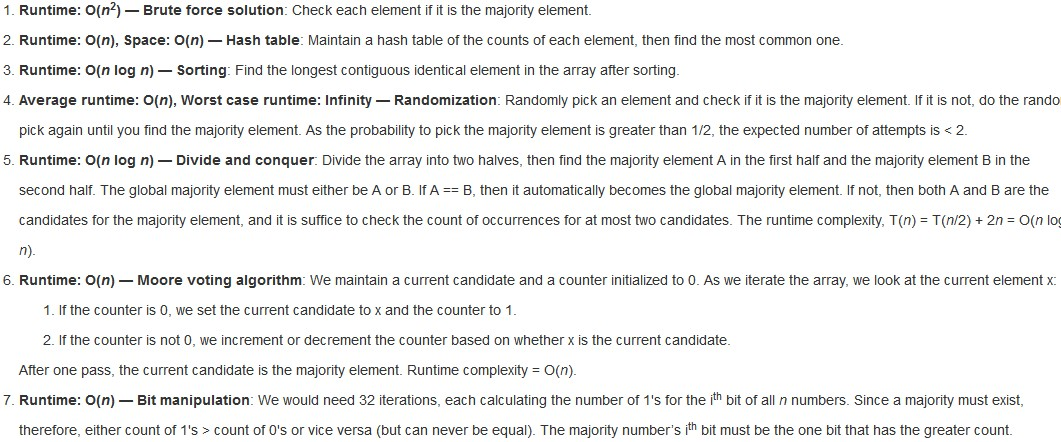 1. Runtime: O(n²) — Brute force solution: Check each element if it is the majority element.
2. Runtime: O(n), Space: O(n) — Hash table: Maintain a hash table of the counts of each element, then find the most common one.
3. Runtime: O(n log n) — Sorting: Find the longest contiguous identical element in the array after sorting.
4. Average runtime: O(n), Worst case runtime: Infinity — Randomization: Randomly pick an element and check if it is the majority element. If it is not, do the rando
pick again until you find the majority element. As the probability to pick the majority element is greater than 1/2, the expected number of attempts is < 2.
5. Runtime: O(n log n) — Divide and conquer: Divide the array into two halves, then find the majority element A in the first half and the majority element B in the
second half. The global majority element must either be A or B. If A == B, then it automatically becomes the global majority element. If not, then both A and B are the
candidates for the majority element, and it is suffice to check the count of occurrences for at most two candidates. The runtime complexity, T(n) = T(n/2) + 2n = O(n log
n).
6. Runtime: O(n) — Moore voting algorithm: We maintain a current candidate and a counter initialized to 0. As we iterate the array, we look at the current element x:
1. If the counter is 0, we set the current candidate to x and the counter to 1.
2. If the counter is not 0, we increment or decrement the counter based on whether x is the current candidate.
After one pass, the current candidate is the majority element. Runtime complexity = O(n).
7. Runtime: O(n) — Bit manipulation: We would need 32 iterations, each calculating the number of 1's for the iᵗʰ bit of all n numbers. Since a majority must exist,
therefore, either count of 1's > count of 0's or vice versa (but can never be equal). The majority number's iᵗʰ bit must be the one bit that has the greater count.